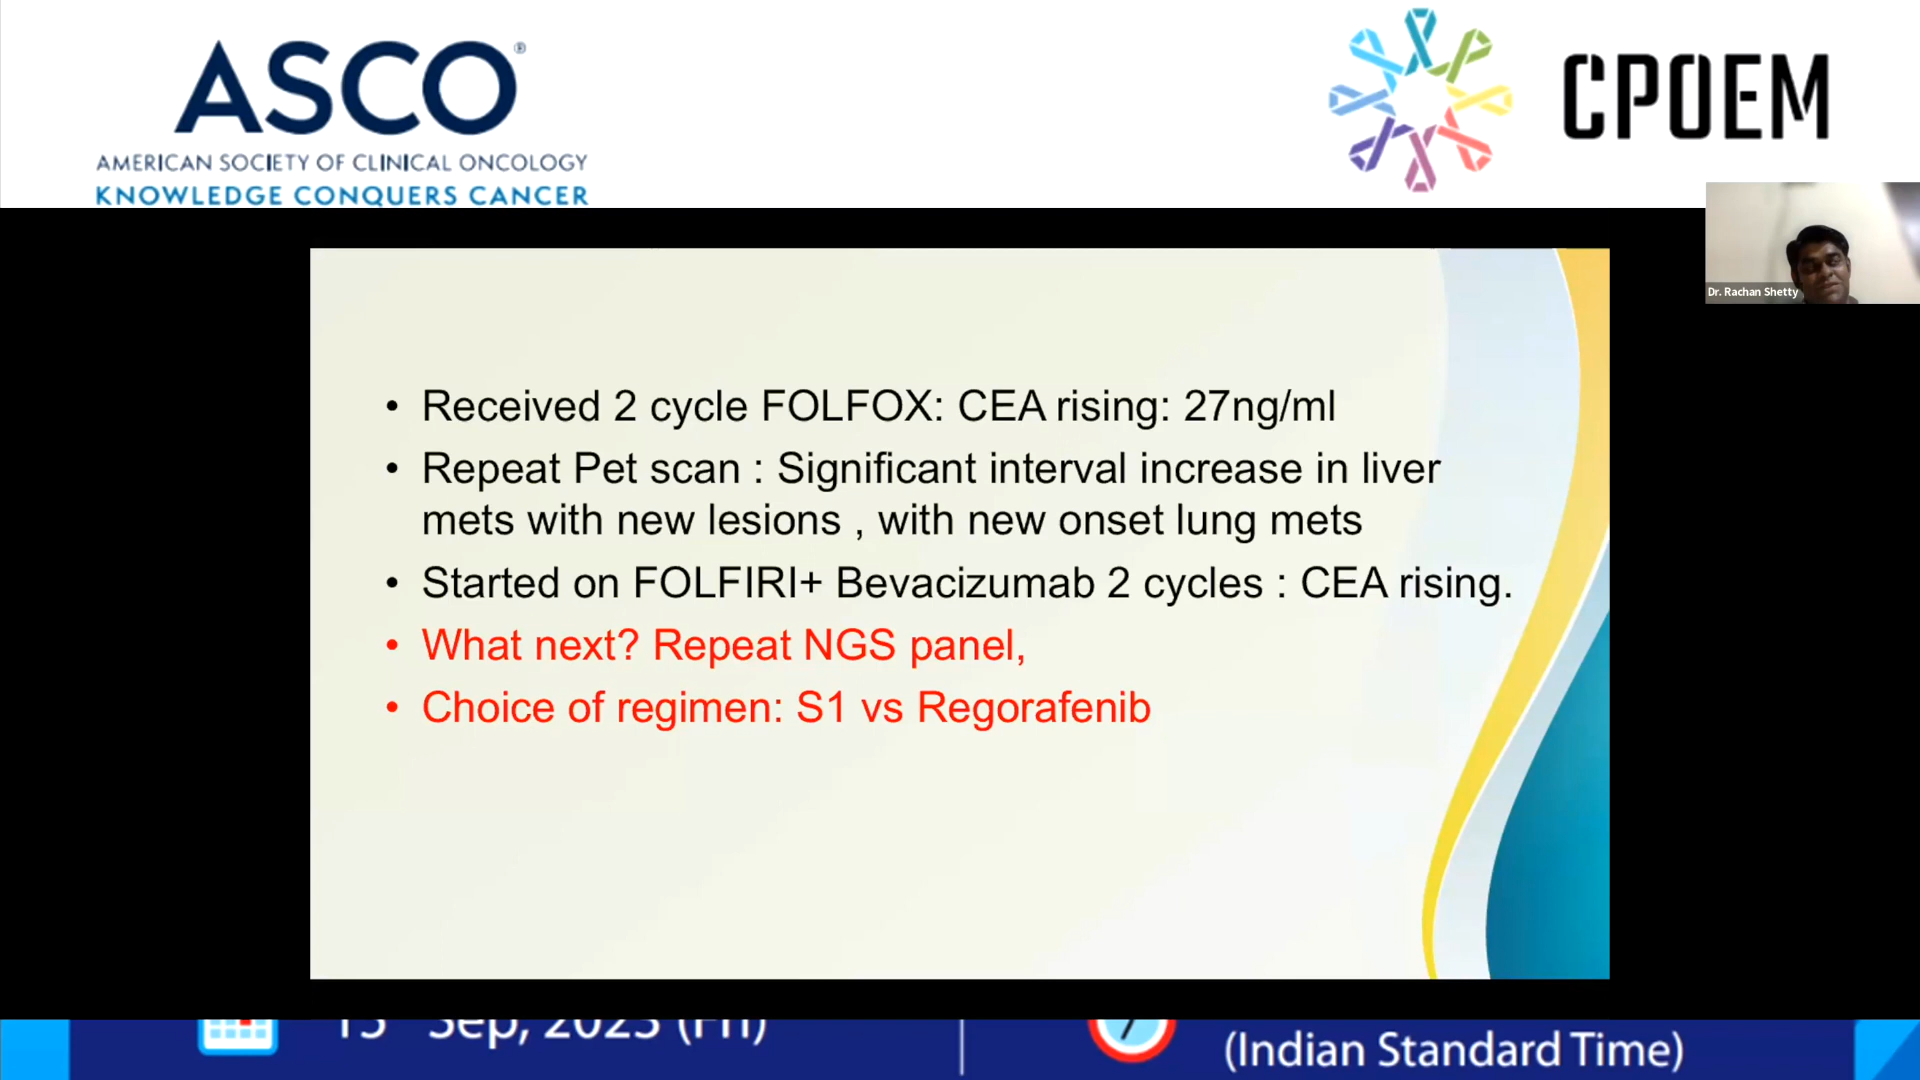 ASCO®
AMERICAN SOCIETY OF CLINICAL ONCOLOGY
KNOWLEDGE CONQUERS CANCER
CPOEM
Dr. Rachan Shetty
• Received 2 cycle FOLFOX: CEA rising: 27ng/ml
• Repeat Pet scan : Significant interval increase in liver
mets with new lesions , with new onset lung mets
• Started on FOLFIRI+ Bevacizumab 2 cycles : CEA rising.
• What next? Repeat NGS panel,
• Choice of regimen: S1 vs Regorafenib
Sep, 2023 (Fri)
(Indian Standard Time)